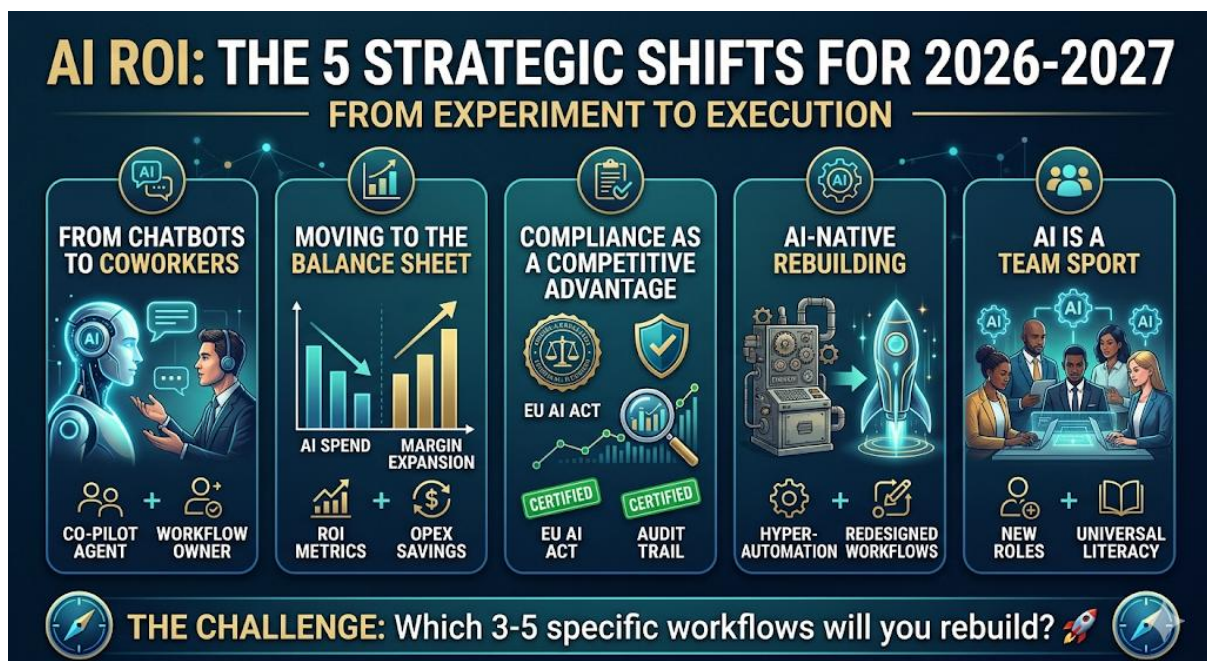 AI ROI: THE 5 STRATEGIC SHIFTS FOR 2026-2027
FROM EXPERIMENT TO EXECUTION
AI
FROM CHATBOTS
TO COWORKERS
AI
CO-PILOT
AGENT
+
WORKFLOW
OWNER
MOVING TO THE
BALANCE SHEET
AI SPEND
MARGIN
EXPANSION
ROI
METRICS
+
$
OPEX
SAVINGS
COMPLIANCE AS
A COMPETITIVE
ADVANTAGE
EU AI ACT
CERTIFIED
EU AI
ACT
CERTIFIED
AUDIT
TRAIL
AI
AI-NATIVE
REBUILDING
HYPER-
AUTOMATION
+
REDESIGNED
WORKFLOWS
AI IS A
TEAM SPORT
AI
AI
AI
NEW
ROLES
+
UNIVERSAL
LITERACY
THE CHALLENGE: Which 3-5 specific workflows will you rebuild? 🚀